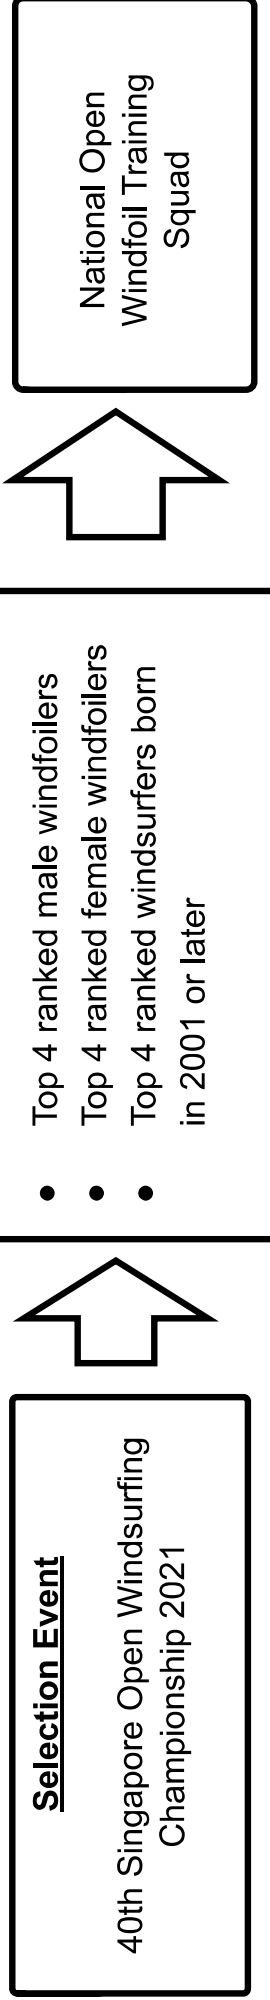 Selection Event
40th Singapore Open Windsurfing
Championship 2021
• Top 4 ranked male windfoilers
• Top 4 ranked female windfoilers
• Top 4 ranked windsurfers born
in 2001 or later
National Open
Windfoil Training
Squad